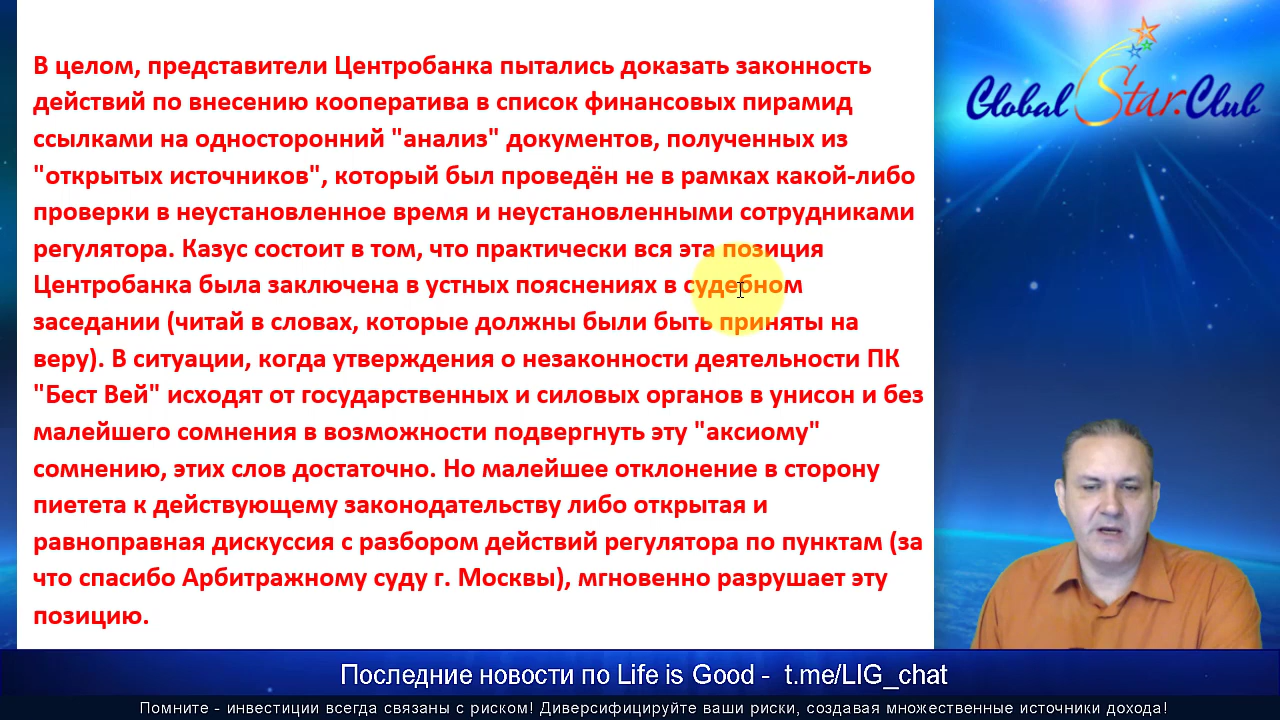 В целом, представители Центробанка пытались доказать законность
действий по внесению кооператива в список финансовых пирамид
ссылками на односторонний "анализ" документов, полученных из
"открытых источников", который был проведён не в рамках какой-либо
проверки в неустановленное время и неустановленными сотрудниками
регулятора. Казус состоит в том, что практически вся эта позиция
Центробанка была заключена в устных пояснениях в судебном
заседании (читай в словах, которые должны были быть приняты на
веру). В ситуации, когда утверждения о незаконности деятельности ПК
"Бест Вей" исходят от государственных и силовых органов в унисон и без
малейшего сомнения в возможности подвергнуть эту "аксиому"
сомнению, этих слов достаточно. Но малейшее отклонение в сторону
пиетета к действующему законодательству либо открытая и
равноправная дискуссия с разбором действий регулятора по пунктам (за
что спасибо Арбитражному суду г. Москвы), мгновенно разрушает эту
позицию.
Global Star.Club
Последние новости по Life is Good - t.me/LIG_chat
Помните - инвестиции всегда связаны с риском! Диверсифицируйте ваши риски, создавая множественные источники дохода!